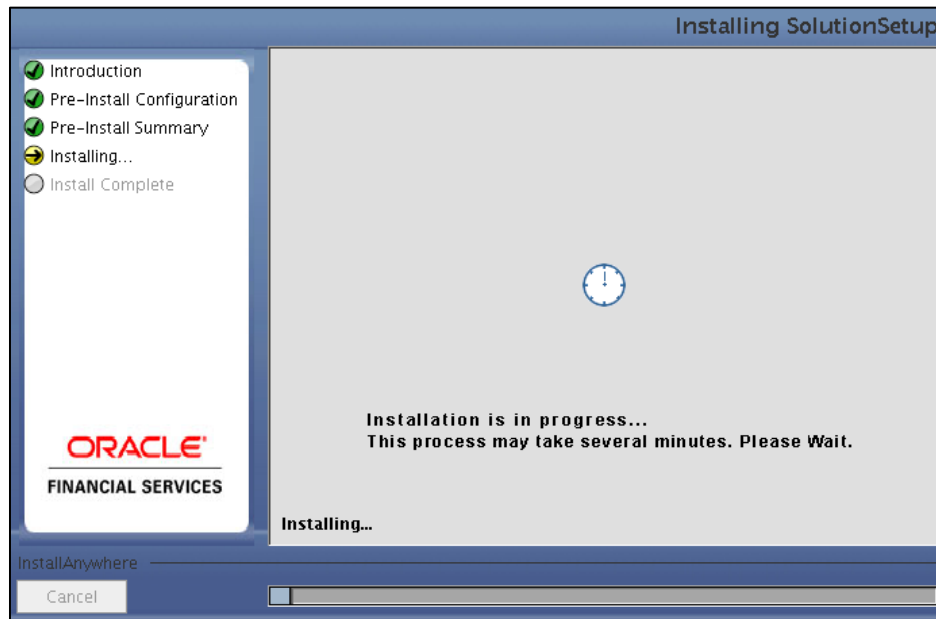 Installing SolutionSetup
Introduction
Pre-Install Configuration
Pre-Install Summary
Installing...
Install Complete
Installation is in progress...
This process may take several minutes. Please Wait.
ORACLE
FINANCIAL SERVICES
Installing...
InstallAnywhere
Cancel